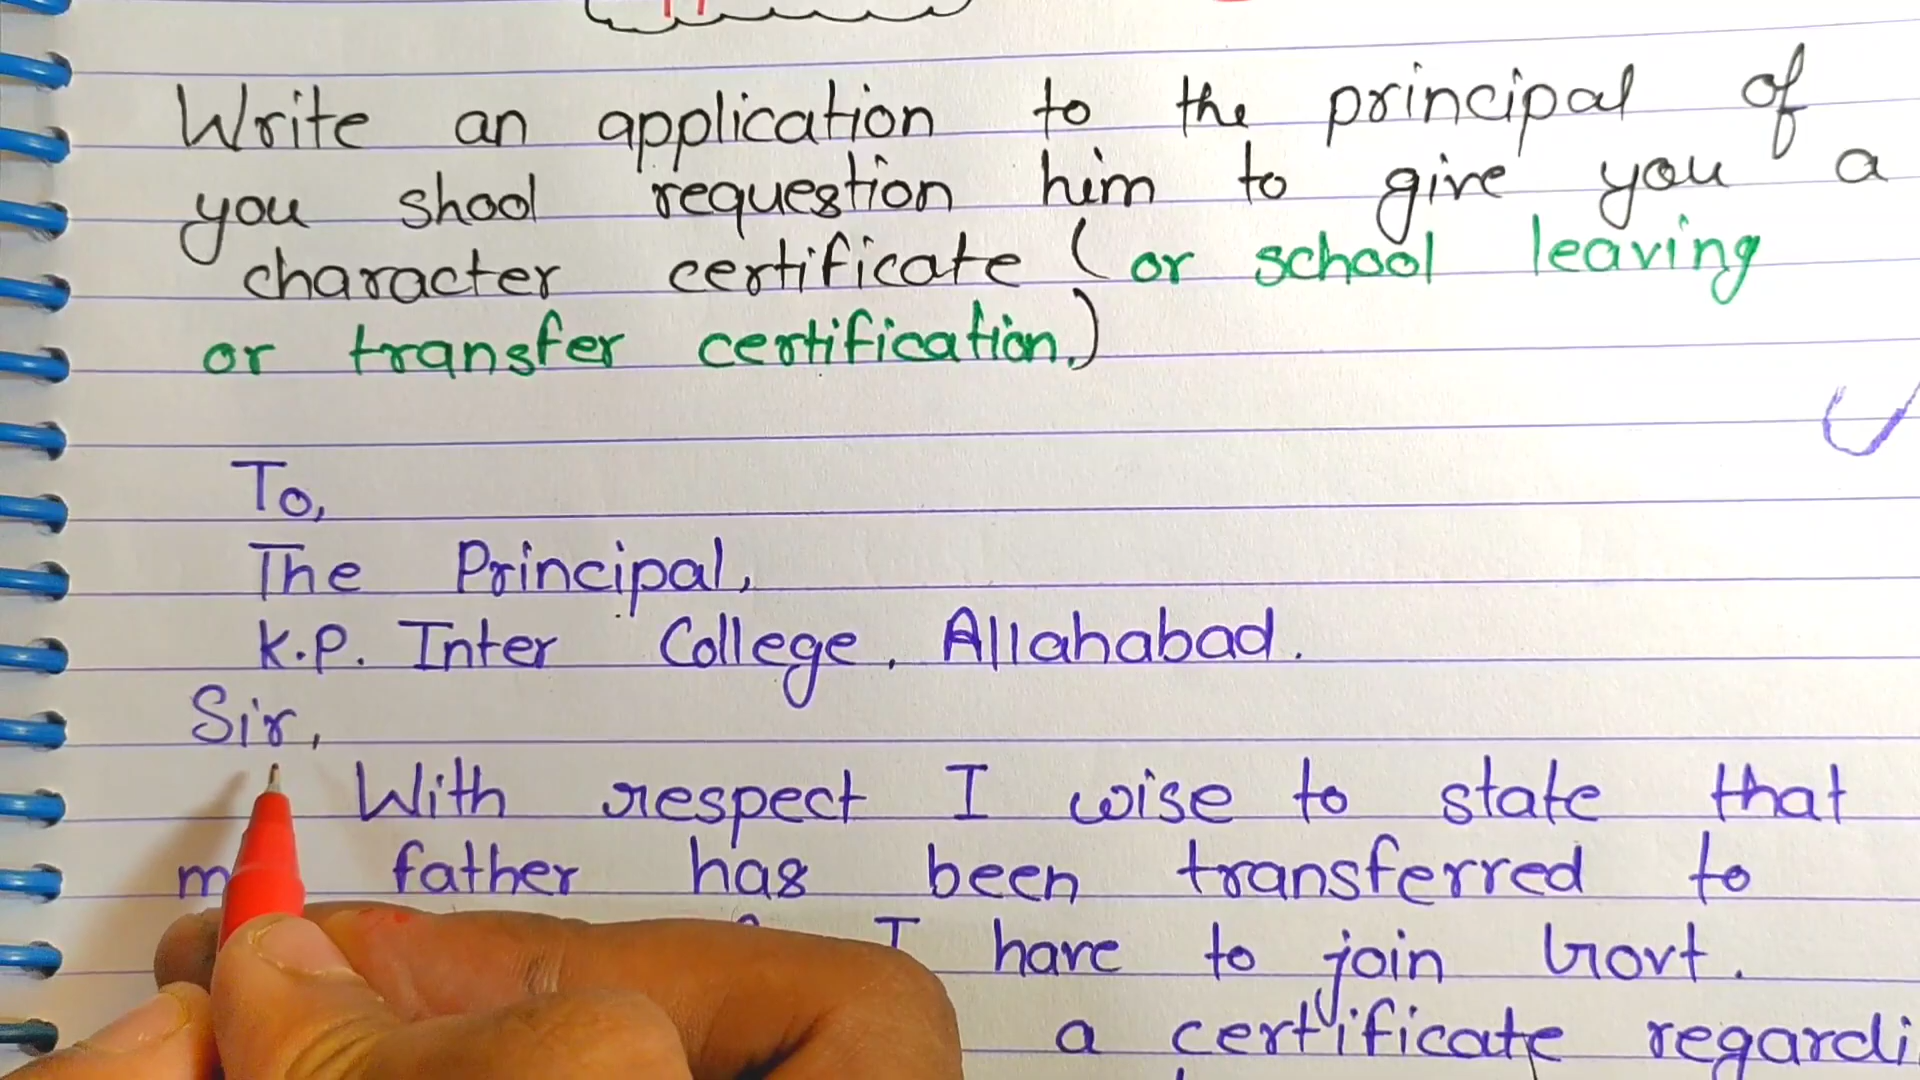 Write an application to the principal of
you shool requestion him to give you a
character certificate (or school leaving
or transfer certification.)
To,
The Principal,
K.P. Inter College, Allahabad.
Sir,
With respect I wise to state that
father has been transferred to
I have to join Govt.
a certificate regardi